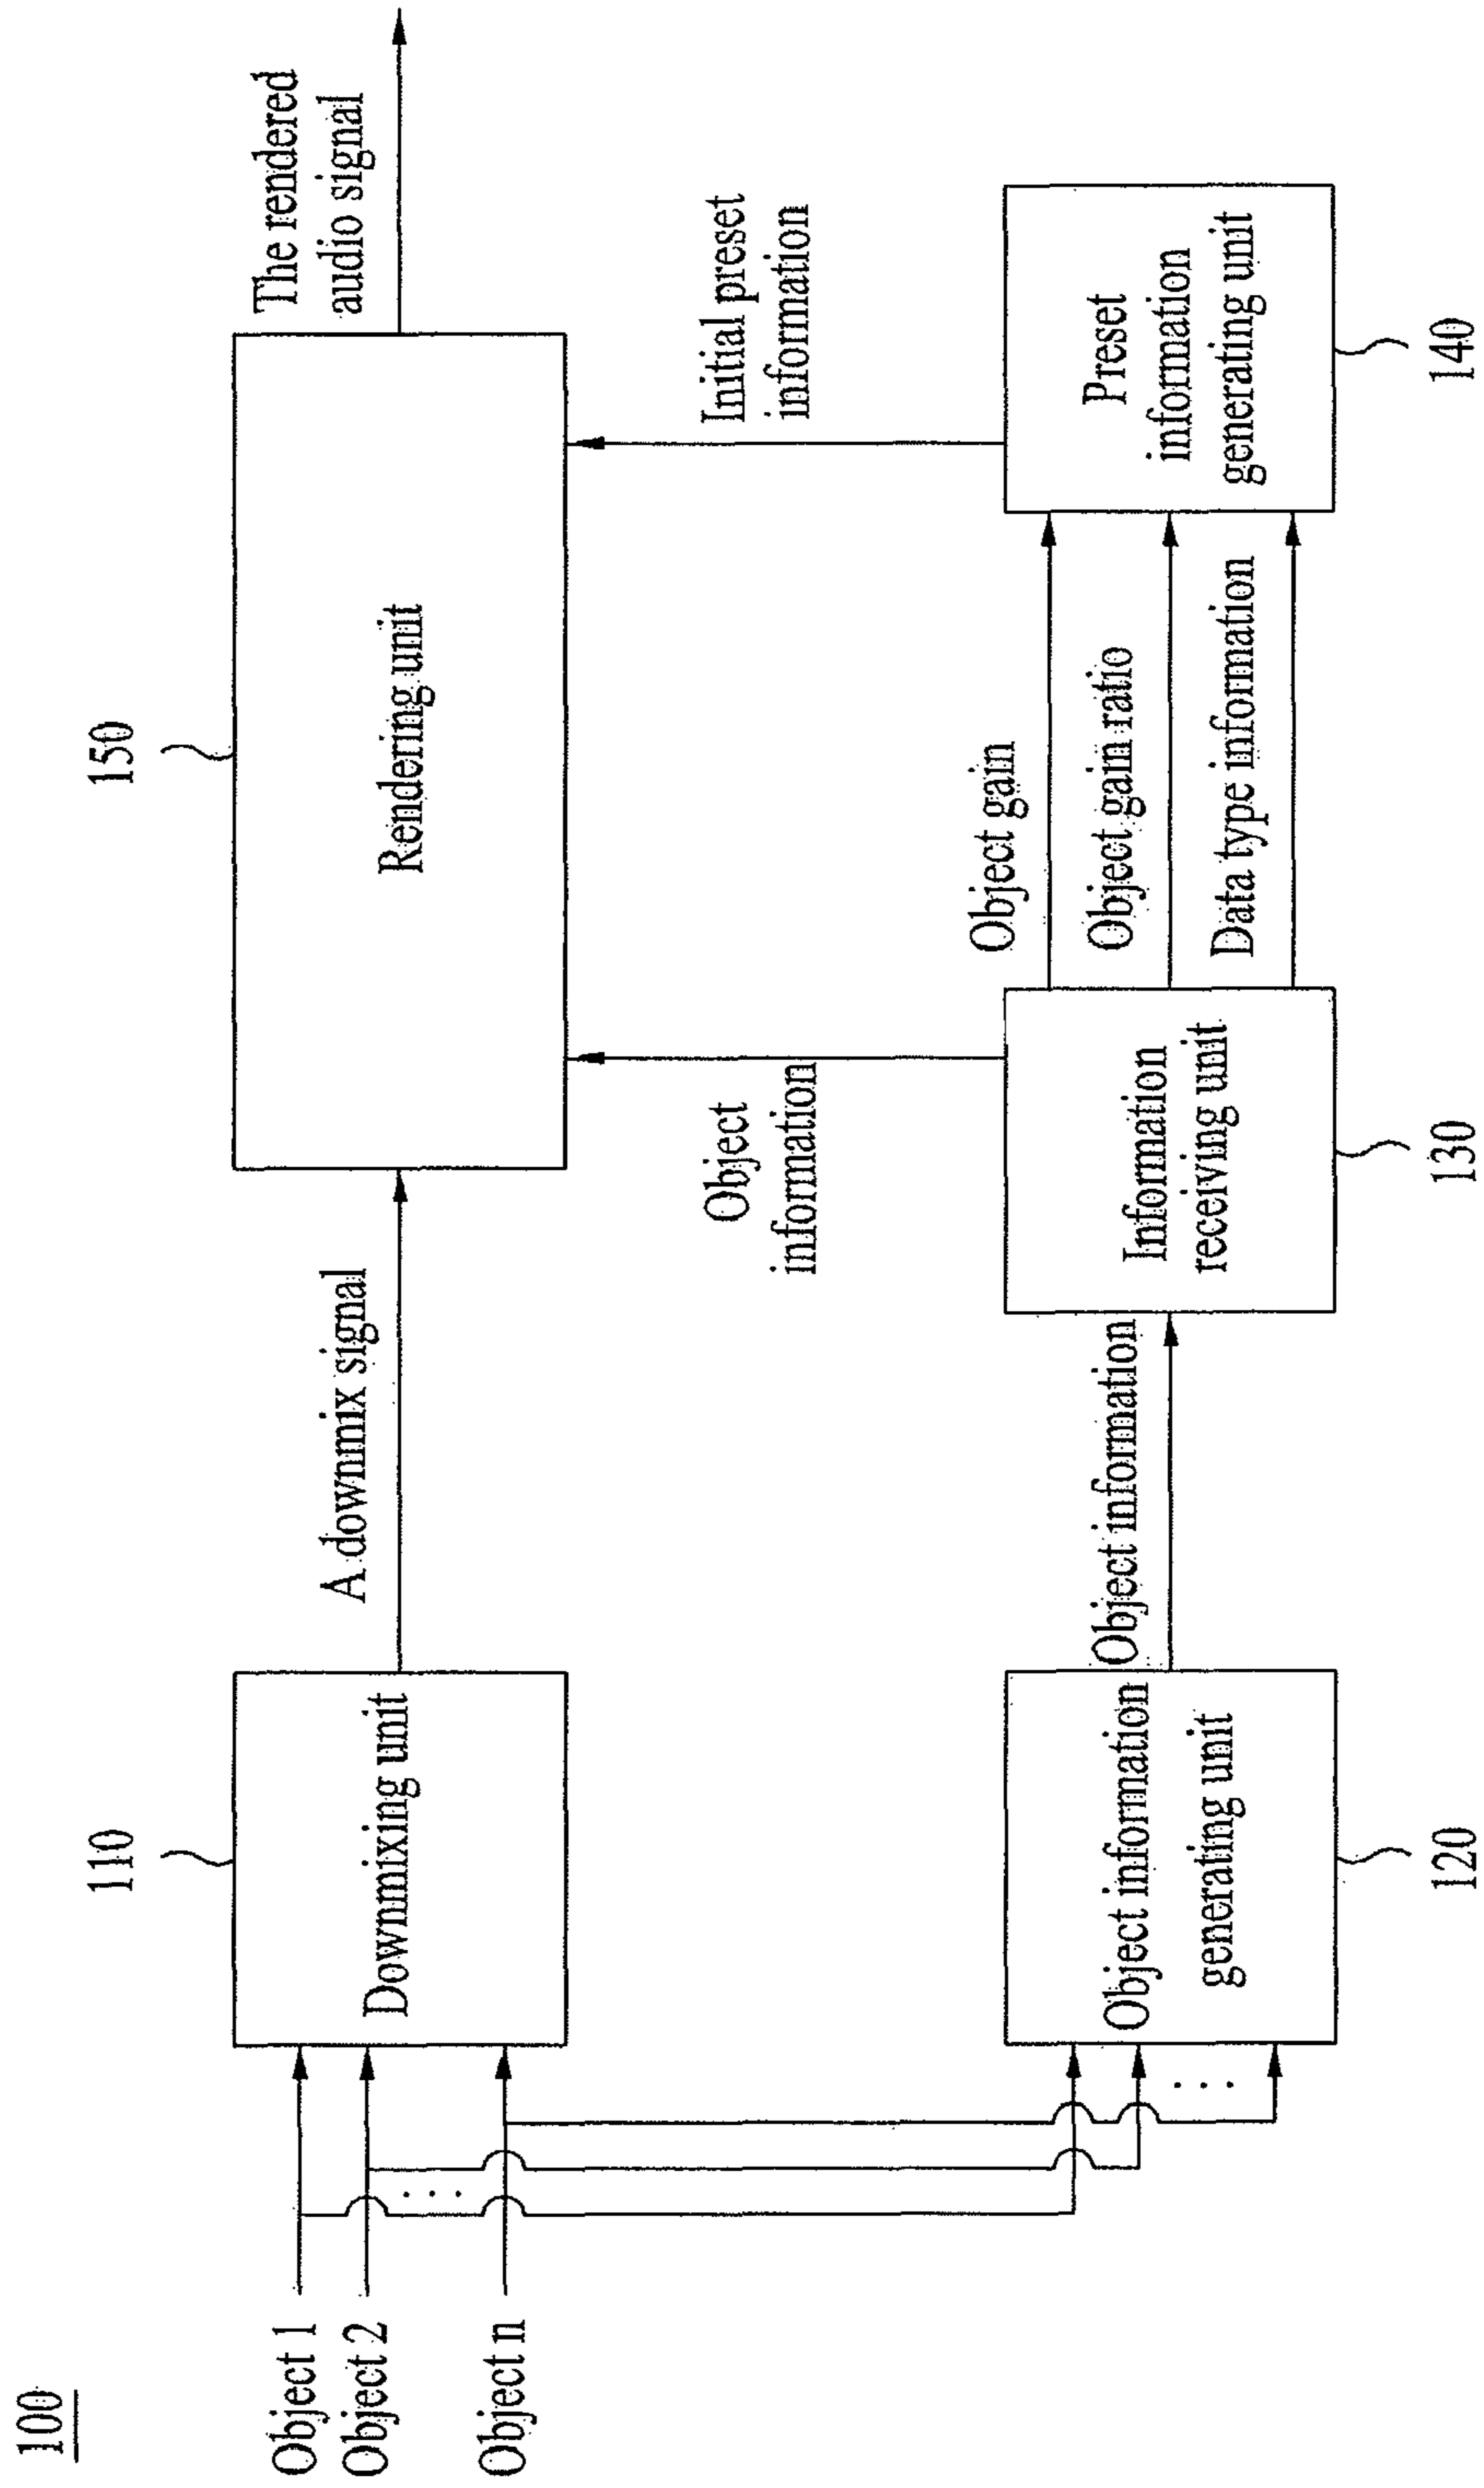 100
Object 1
Object 2
Object n
...
110
Downmixing unit
A downmix signal
150
Rendering unit
The rendered
audio signal
...
Object information
generating unit
120
Object information
Object
information
Information
receiving unit
130
Object gain
Object gain ratio
Data type information
Initial preset
information
Preset
information
generating unit
140